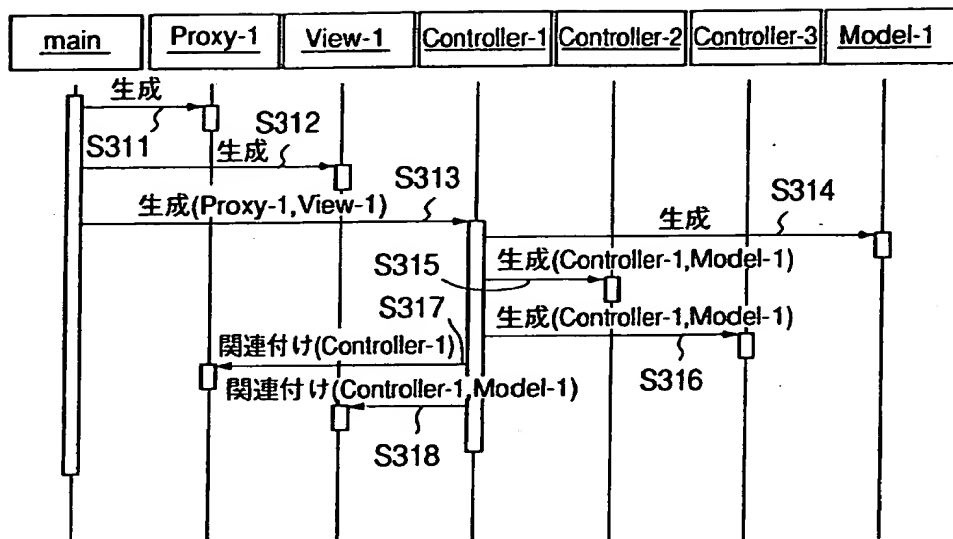 main
Proxy-1
View-1
Controller-1
Controller-2
Controller-3
Model-1
生成
S311
S312
生成
S313
生成(Proxy-1,View-1)
S314
生成
S315
生成(Controller-1,Model-1)
S317
生成(Controller-1,Model-1)
S316
関連付け(Controller-1)
関連付け(Controller-1,Model-1)
S318